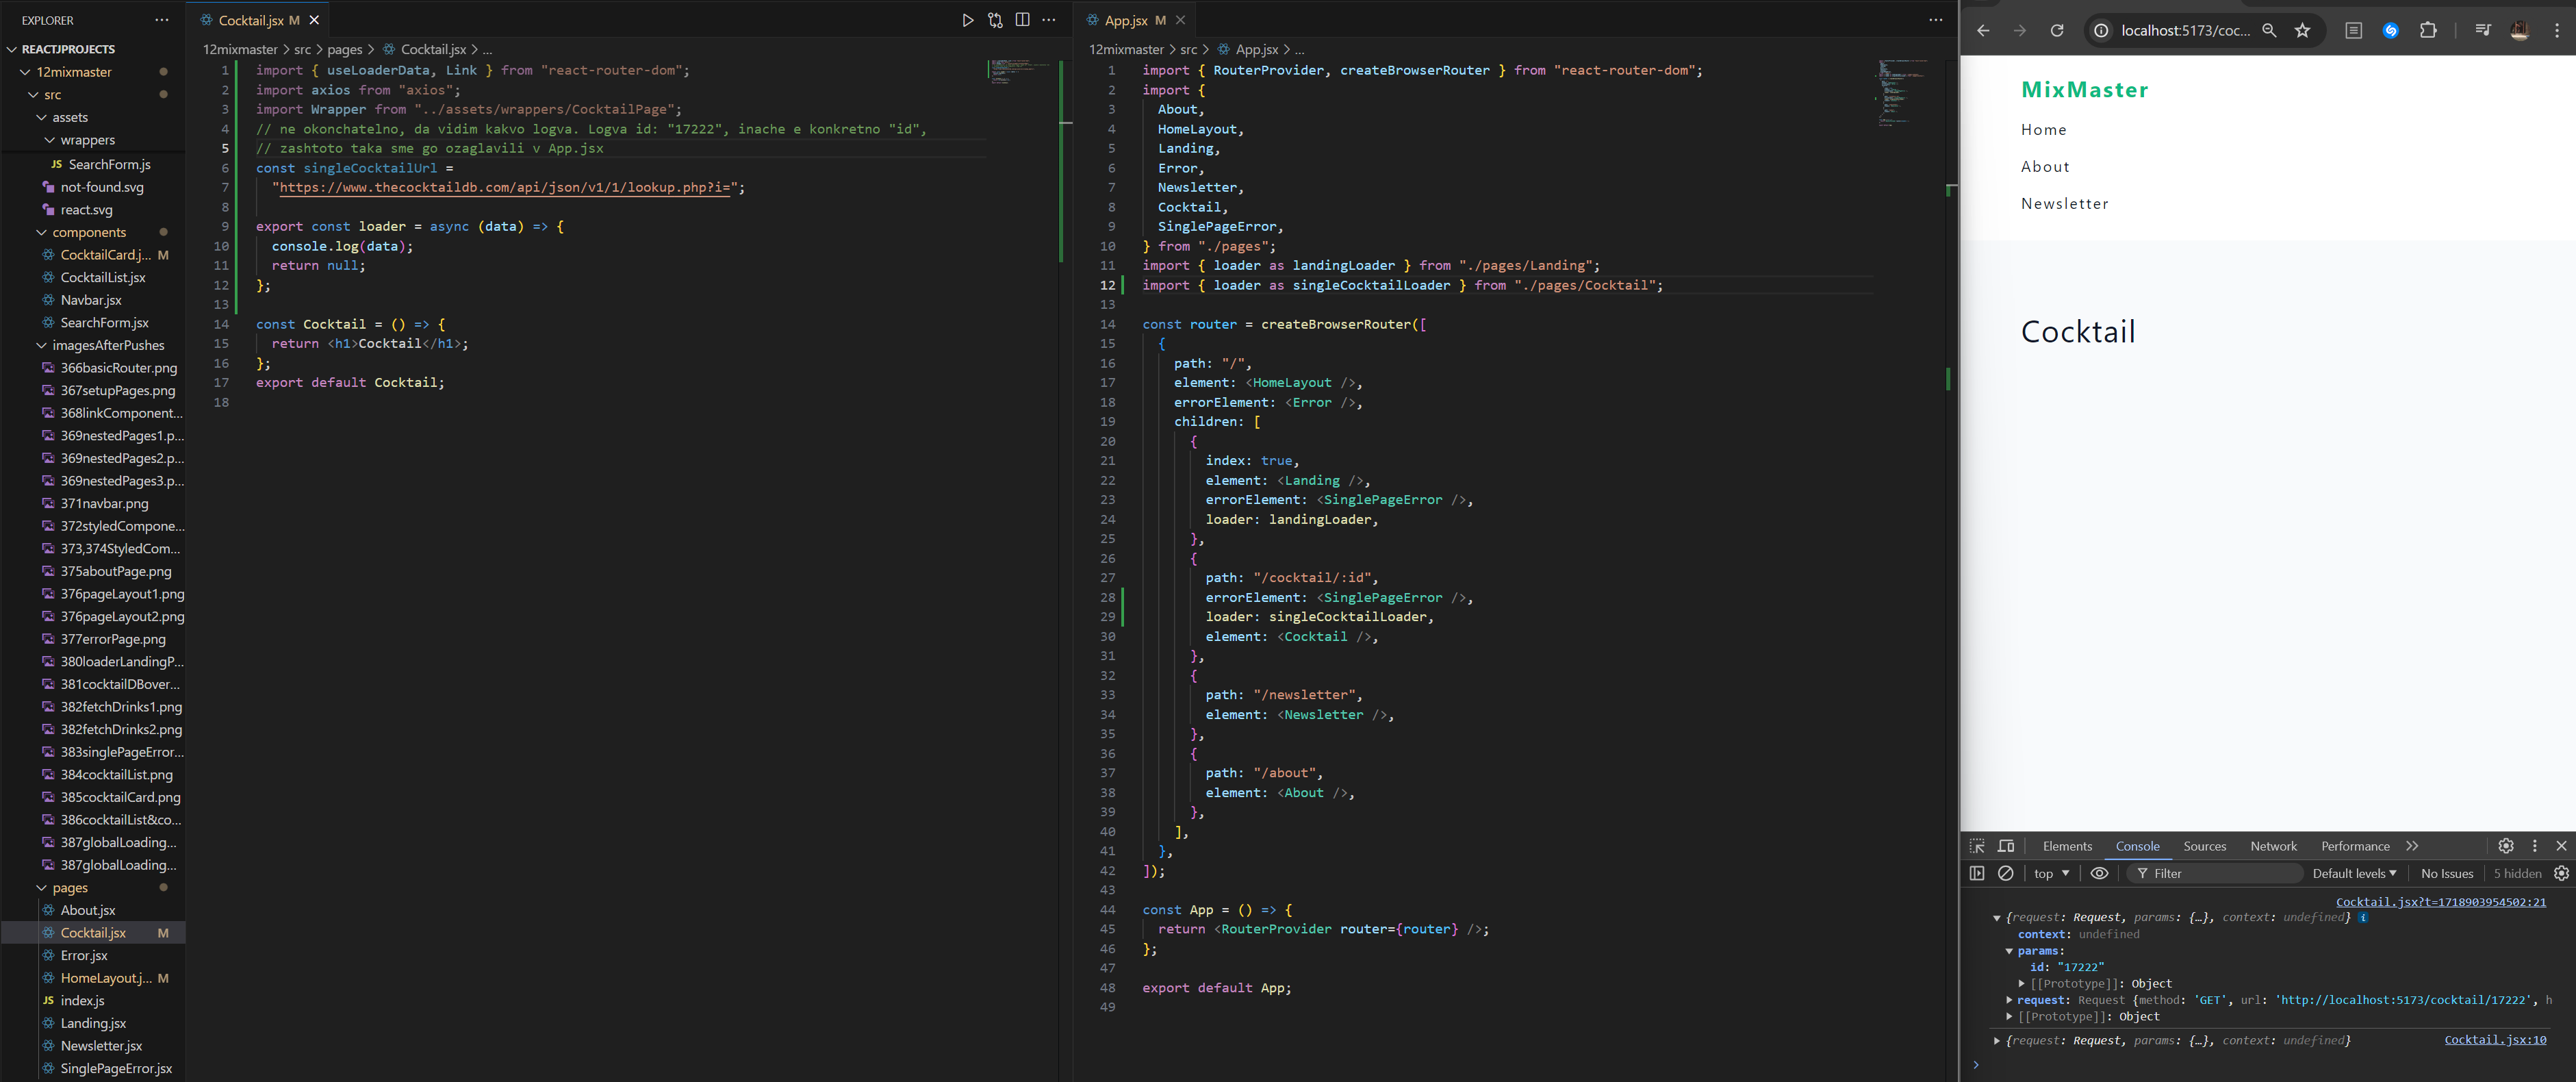 EXPLORER
REACTJPROJECTS
12mixmaster
src
assets
wrappers
SearchForm.js
not-found.svg
react.svg
components
CocktailCard.j... M
CocktailList.jsx
Navbar.jsx
SearchForm.jsx
imagesAfterPushes
366basicRouter.png
367setupPages.png
368linkComponent...
369nestedPages1.p...
369nestedPages2.p...
369nestedPages3.p...
371navbar.png
372styledCompone...
373,374StyledCom...
375aboutPage.png
376pageLayout1.png
376pageLayout2.png
377errorPage.png
380loaderLandingP...
381cocktailDBover...
382fetchDrinks1.png
382fetchDrinks2.png
383singlePageError...
384cocktailList.png
385cocktailCard.png
386cocktailList&co...
387globalLoading...
387globalLoading...
pages
About.jsx
Cocktail.jsx M
Error.jsx
HomeLayout.j... M
index.js
Landing.jsx
Newsletter.jsx
SinglePageError.jsx
Cocktail.jsx M
12mixmaster > src > pages > Cocktail.jsx > ...
1 import { useLoaderData, Link } from "react-router-dom";
2 import axios from "axios";
3 import Wrapper from "../assets/wrappers/CocktailPage";
4 // ne okonchatelno, da vidim kakvo logva. Logva id: "17222", inache e konkretno "id",
5 // zashtoto taka sme go ozaglavili v App.jsx
6 const singleCocktailUrl =
7 "https://www.thecocktaildb.com/api/json/v1/1/lookup.php?i=";
8
9 export const loader = async (data) => {
10 console.log(data);
11 return null;
12 };
13
14 const Cocktail = () => {
15 return <h1>Cocktail</h1>;
16 };
17 export default Cocktail;
18
App.jsx M
12mixmaster > src > App.jsx > ...
1 import { RouterProvider, createBrowserRouter } from "react-router-dom";
2 import {
3 About,
4 HomeLayout,
5 Landing,
6 Error,
7 Newsletter,
8 Cocktail,
9 SinglePageError,
10 } from "./pages";
11 import { loader as landingLoader } from "./pages/Landing";
12 import { loader as singleCocktailLoader } from "./pages/Cocktail";
13
14 const router = createBrowserRouter([
15 {
16 path: "/",
17 element: <HomeLayout />,
18 errorElement: <Error />,
19 children: [
20 {
21 index: true,
22 element: <Landing />,
23 errorElement: <SinglePageError />,
24 loader: landingLoader,
25 },
26 {
27 path: "/cocktail/:id",
28 errorElement: <SinglePageError />,
29 loader: singleCocktailLoader,
30 element: <Cocktail />,
31 },
32 {
33 path: "/newsletter",
34 element: <Newsletter />,
35 },
36 {
37 path: "/about",
38 element: <About />,
39 },
40 ],
41 },
42 ]);
43
44 const App = () => {
45 return <RouterProvider router={router} />;
46 };
47
48 export default App;
49
localhost:5173/coc...
MixMaster
Home
About
Newsletter
Cocktail
Elements Console Sources Network Performance
top Filter Default levels No Issues 5 hidden
Cocktail.jsx?t=1718903954502:21
{request: Request, params: {…}, context: undefined}
context: undefined
params:
id: "17222"
[[Prototype]]: Object
request: Request {method: 'GET', url: 'http://localhost:5173/cocktail/17222', h
[[Prototype]]: Object
{request: Request, params: {…}, context: undefined} Cocktail.jsx:10